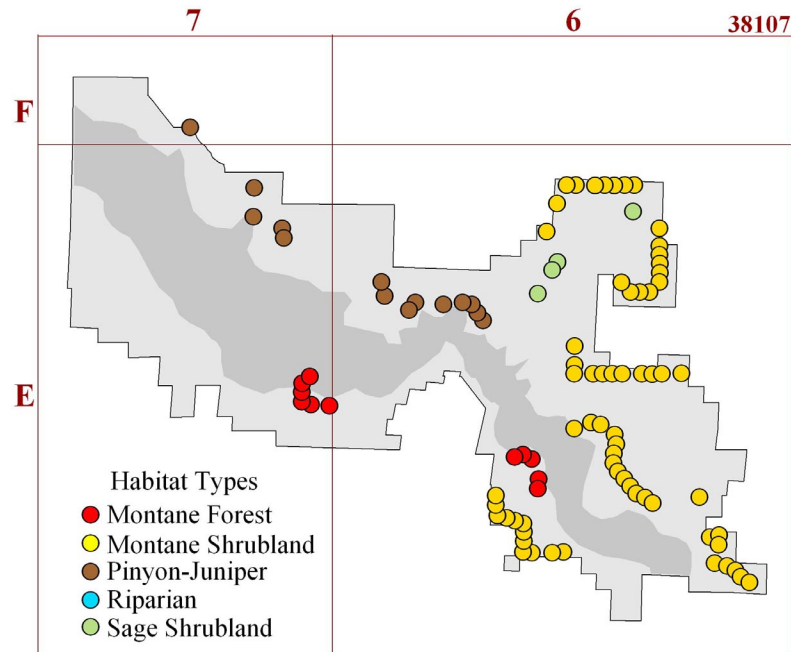 7 6 38107
F
E
Habitat Types
Montane Forest
Montane Shrubland
Pinyon-Juniper
Riparian
Sage Shrubland